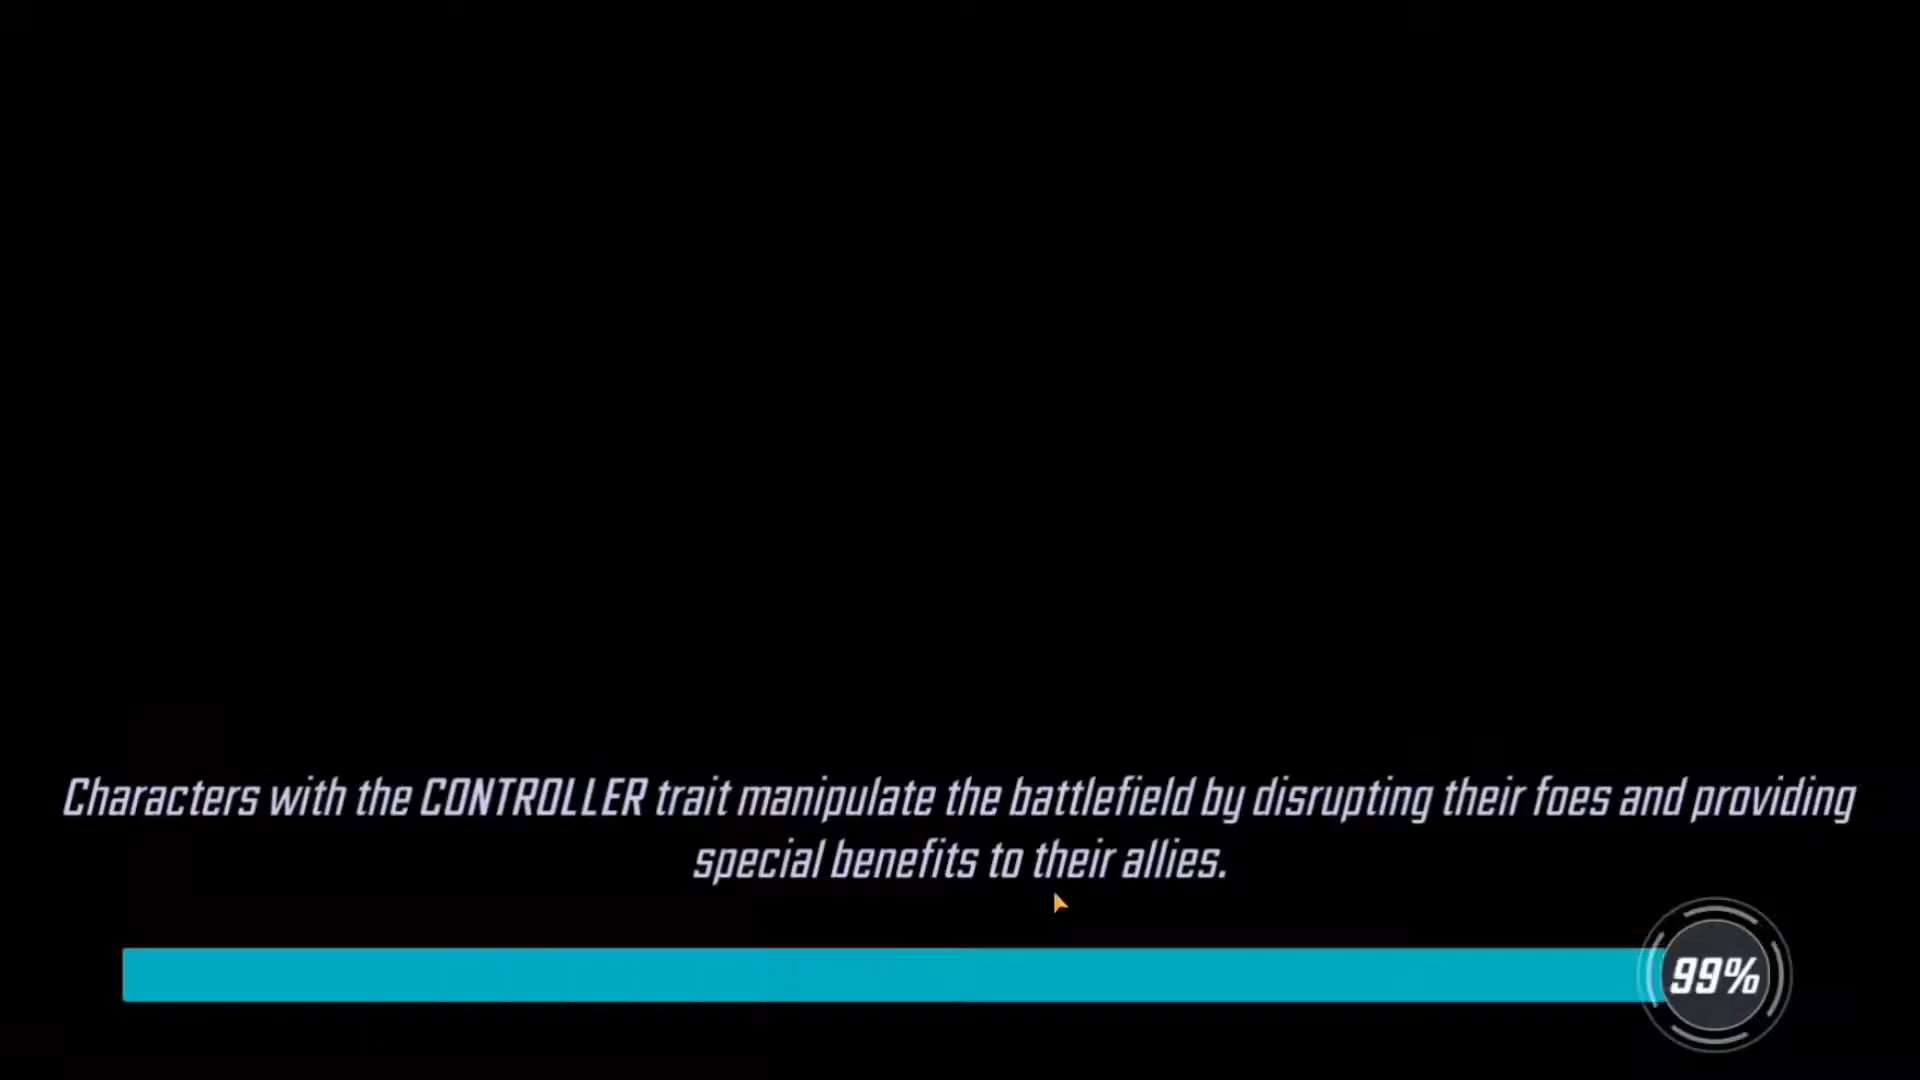 Characters with the CONTROLLER trait manipulate the battlefield by disrupting their foes and providing
special benefits to their allies.
99%